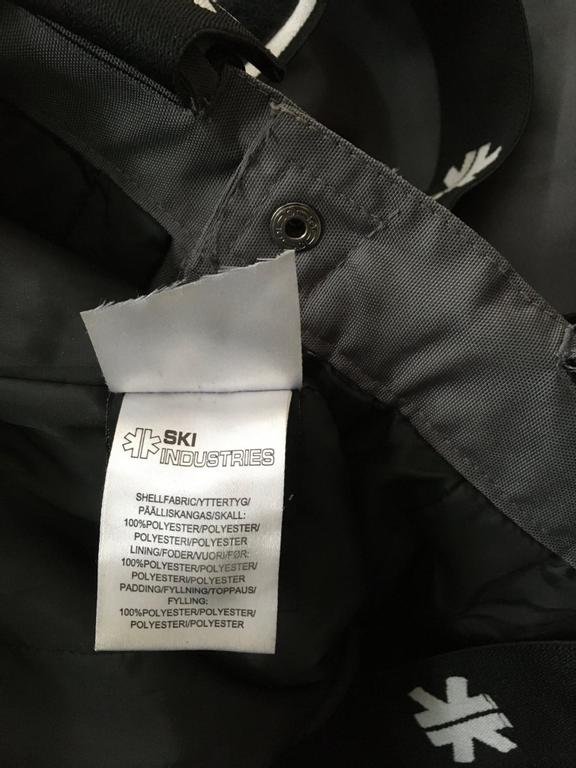 SKI
INDUSTRIES
SHELLFABRIC/YTTERTYG/
PÄÄLLISKANGAS/SKALL:
100%POLYESTER/POLYESTER/
POLYESTERI/POLYESTER
LINING/FODER/VUORI/FØR:
100%POLYESTER/POLYESTER/
POLYESTERI/POLYESTER
PADDING/FYLLNING/TOPPAUS/
FYLLING:
100%POLYESTER/POLYESTER/
POLYESTERI/POLYESTER